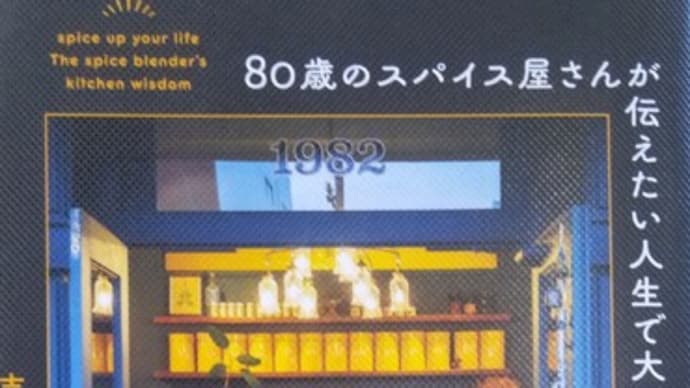 spice up your life
The spice blender's
kitchen wisdom
80歳のスパイス屋さんが
伝えたい人生で大
1982